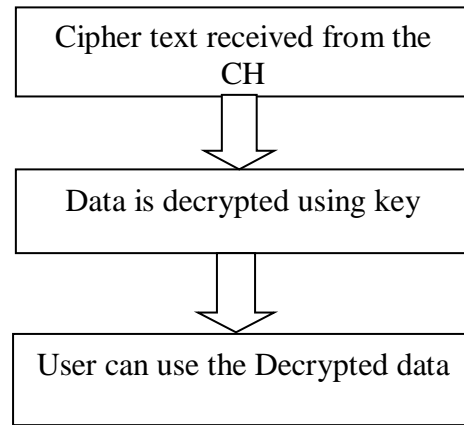 Cipher text received from the
CH
Data is decrypted using key
User can use the Decrypted data